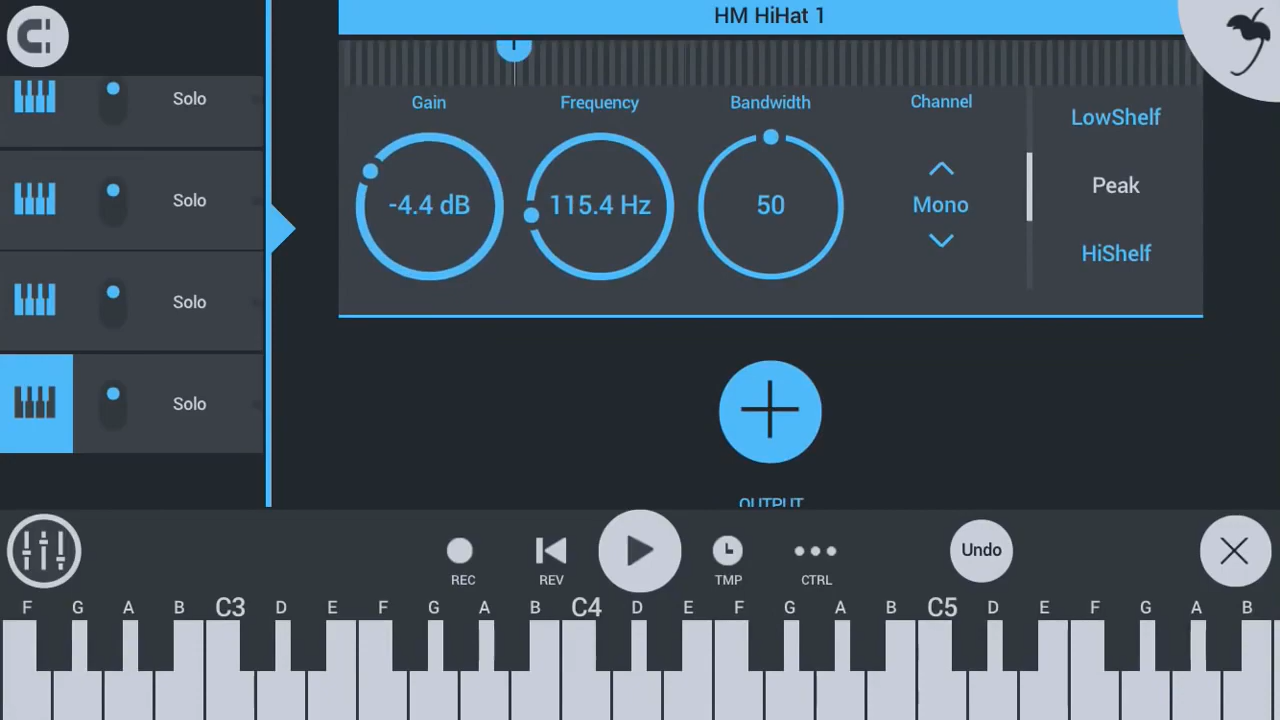 HM HiHat 1
Gain
Frequency
Bandwidth
Channel
-4.4 dB
115.4 Hz
50
Mono
LowShelf
Peak
HiShelf
Solo
Solo
Solo
Solo
OUTPUT
REC
REV
TMP
CTRL
Undo
F G A B C3 D E F G A B C4 D E F G A B C5 D E F G A B